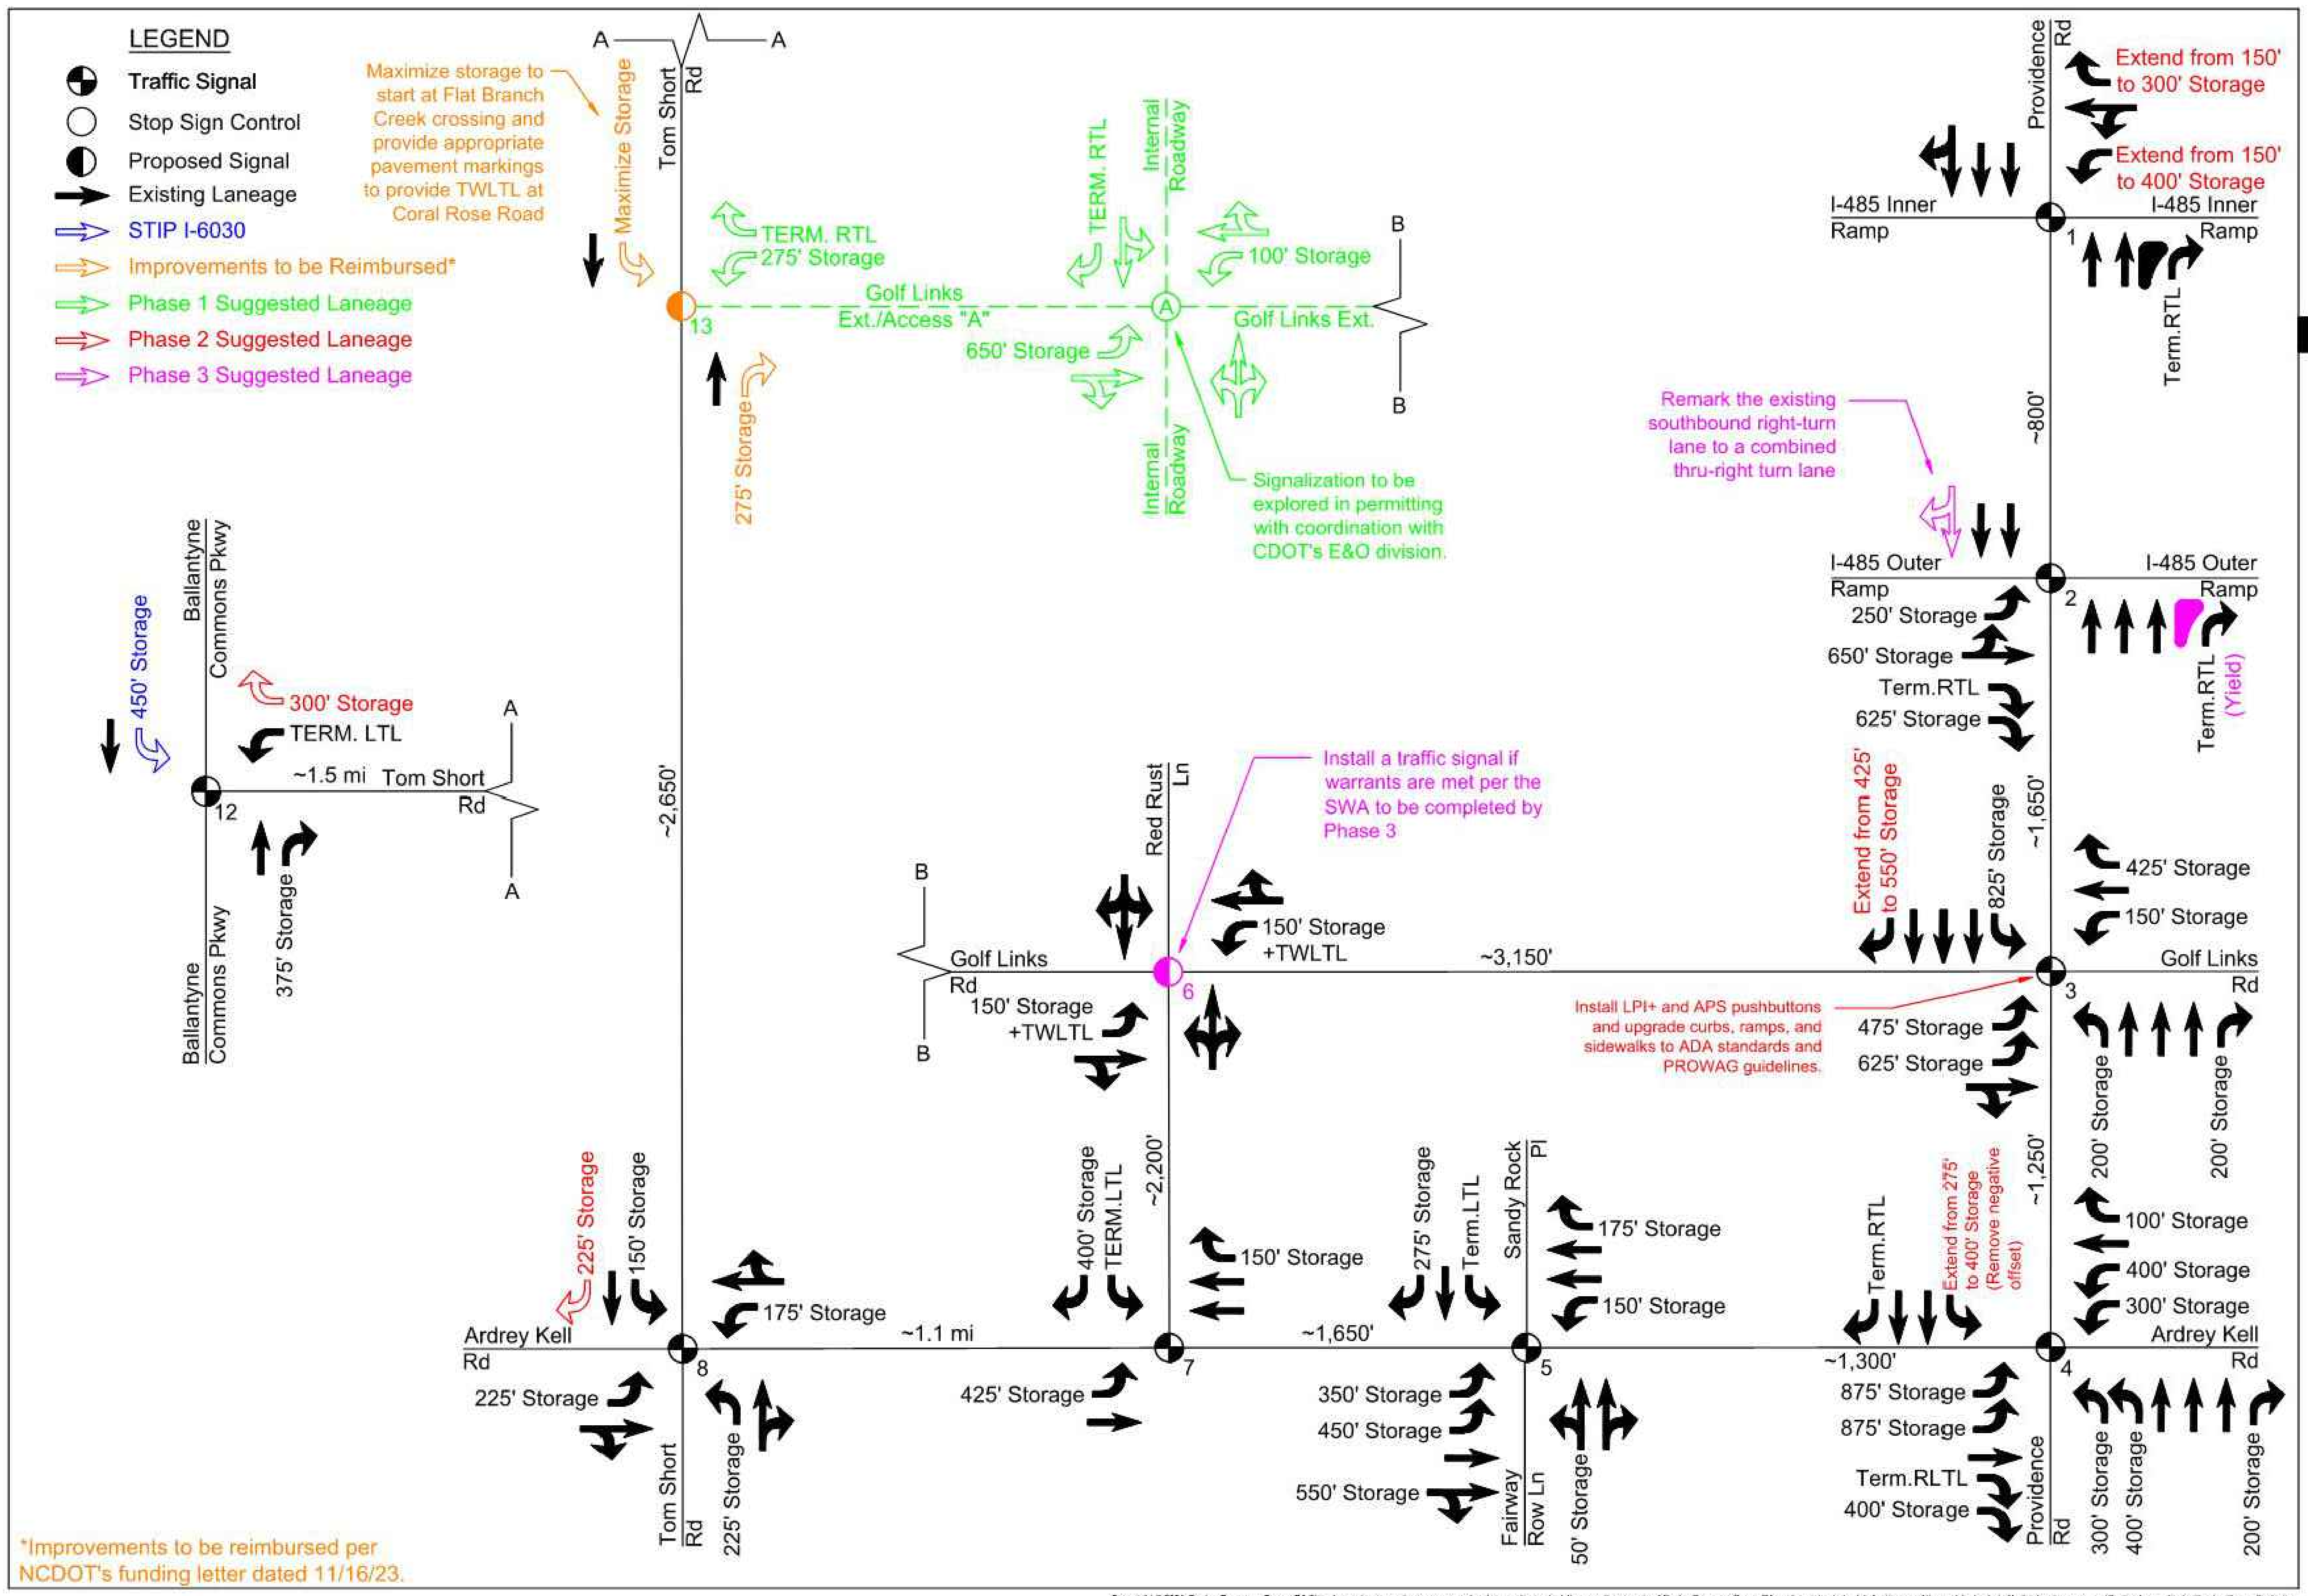 LEGEND
Traffic Signal
Stop Sign Control
Proposed Signal
Existing Laneage
STIP I-6030
Improvements to be Reimbursed*
Phase 1 Suggested Laneage
Phase 2 Suggested Laneage
Phase 3 Suggested Laneage
Maximize storage to
start at Flat Branch
Creek crossing and
provide appropriate
pavement markings
to provide TWLTL at
Coral Rose Road
Maximize Storage
A
A
Tom Short
Rd
TERM. RTL
275' Storage
13
275' Storage
Golf Links
Ext./Access "A"
TERM. RTL
Internal
Roadway
100' Storage
A
650' Storage
Golf Links Ext.
Internal
Roadway
B
B
Signalization to be
explored in permitting
with coordination with
CDOT's E&O division.
Providence
Rd
Extend from 150'
to 300' Storage
Extend from 150'
to 400' Storage
I-485 Inner
Ramp
I-485 Inner
Ramp
1
Term.RTL
~800'
Remark the existing
southbound right-turn
lane to a combined
thru-right turn lane
I-485 Outer
Ramp
I-485 Outer
Ramp
2
250' Storage
650' Storage
Term.RTL
625' Storage
Term.RTL
(Yield)
~1,650'
Ballantyne
Commons Pkwy
450' Storage
300' Storage
TERM. LTL
~1.5 mi
Tom Short
Rd
A
A
12
375' Storage
Ballantyne
Commons Pkwy
~2,650'
Red Rust
Ln
Install a traffic signal if
warrants are met per the
SWA to be completed by
Phase 3
B
B
Golf Links
Rd
150' Storage
+TWLTL
6
150' Storage
+TWLTL
~3,150'
Extend from 425'
to 550' Storage
825' Storage
425' Storage
150' Storage
Golf Links
Rd
3
Install LPI+ and APS pushbuttons
and upgrade curbs, ramps, and
sidewalks to ADA standards and
PROWAG guidelines.
475' Storage
625' Storage
200' Storage
200' Storage
~1,250'
225' Storage
150' Storage
175' Storage
Ardrey Kell
Rd
8
225' Storage
225' Storage
Tom Short
Rd
~1.1 mi
400' Storage
TERM.LTL
~2,200'
150' Storage
7
425' Storage
~1,650'
275' Storage
Term.LTL
Sandy Rock
Pl
175' Storage
150' Storage
5
350' Storage
450' Storage
550' Storage
Fairway
Row Ln
50' Storage
~1,300'
Term.RTL
Extend from 275'
to 400' Storage
(Remove negative
offset)
100' Storage
400' Storage
300' Storage
Ardrey Kell
Rd
4
875' Storage
875' Storage
Term.RLTL
400' Storage
Providence
Rd
300' Storage
400' Storage
200' Storage
*Improvements to be reimbursed per
NCDOT's funding letter dated 11/16/23.